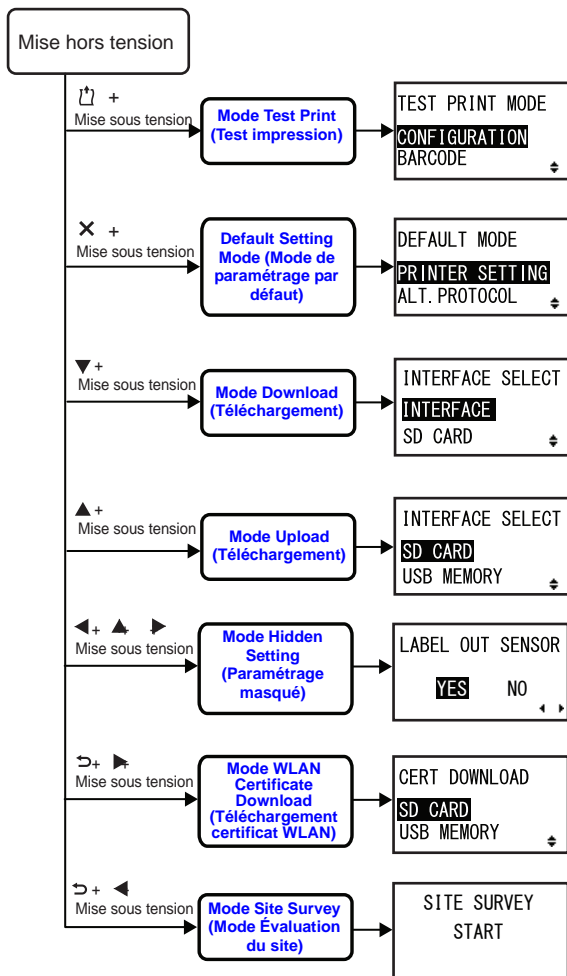 Mise hors tension
+
Mise sous tension
Mode Test Print
(Test impression)
TEST PRINT MODE
CONFIGURATION
BARCODE
+
Mise sous tension
Default Setting
Mode (Mode de
paramétrage par
défaut)
DEFAULT MODE
PRINTER SETTING
ALT. PROTOCOL
+
Mise sous tension
Mode Download
(Téléchargement)
INTERFACE SELECT
INTERFACE
SD CARD
+
Mise sous tension
Mode Upload
(Téléchargement)
INTERFACE SELECT
SD CARD
USB MEMORY
+ +
Mise sous tension
Mode Hidden
Setting
(Paramétrage
masqué)
LABEL OUT SENSOR
YES NO
+ +
Mise sous tension
Mode WLAN
Certificate
Download
(Téléchargement
certificat WLAN)
CERT DOWNLOAD
SD CARD
USB MEMORY
+
Mise sous tension
Mode Site Survey
(Mode Évaluation
du site)
SITE SURVEY
START